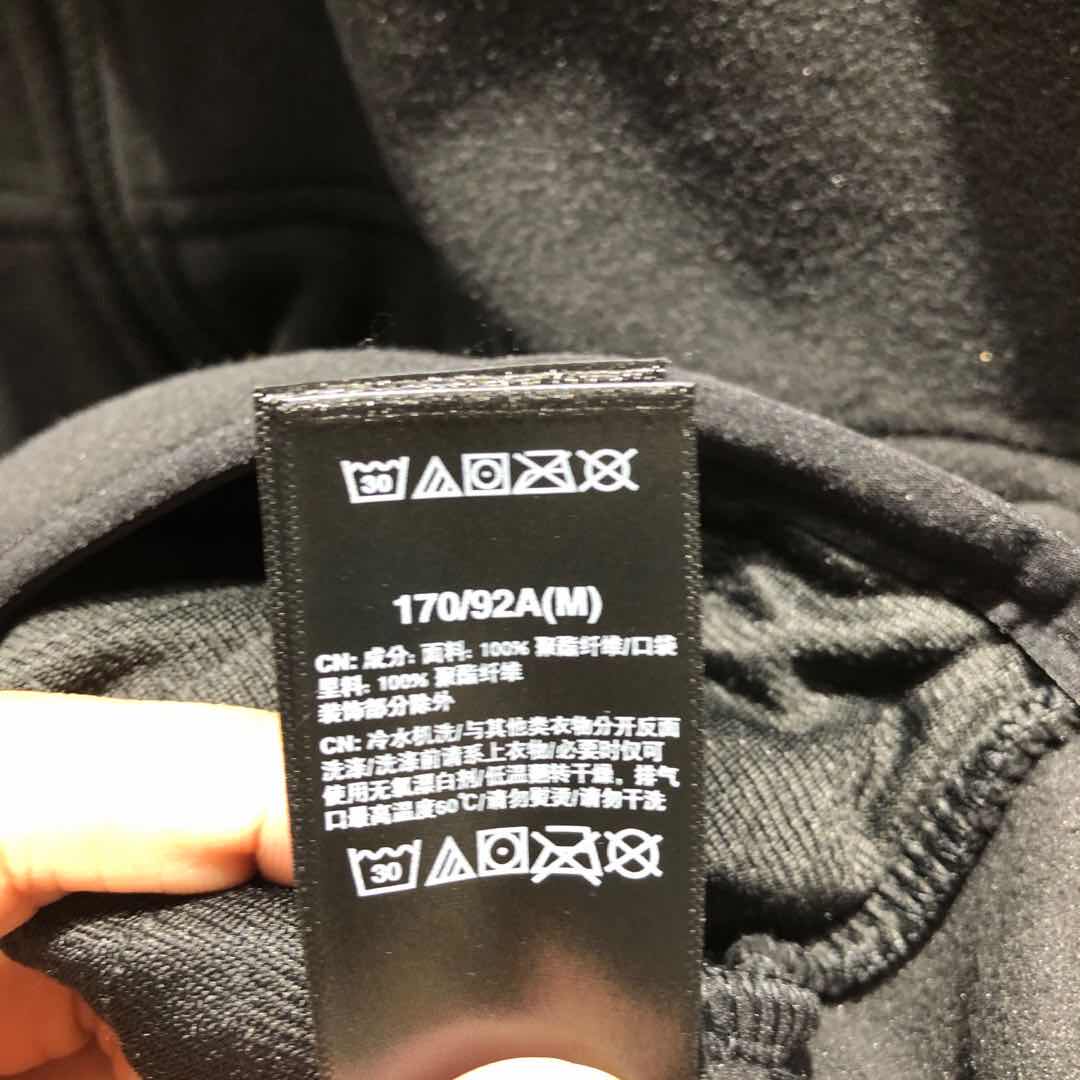 30
170/92A(M)
CN: 成分: 面料: 100% 聚酯纤维/口袋
里料: 100% 聚酯纤维
装饰部分除外
CN: 冷水机洗/与其他类衣物分开反面
洗涤/洗涤前请系上衣物/必要时仅可
使用无氯漂白剂/低温翻转干燥，排气
口最高温度60℃/请勿熨烫/请勿干洗
30